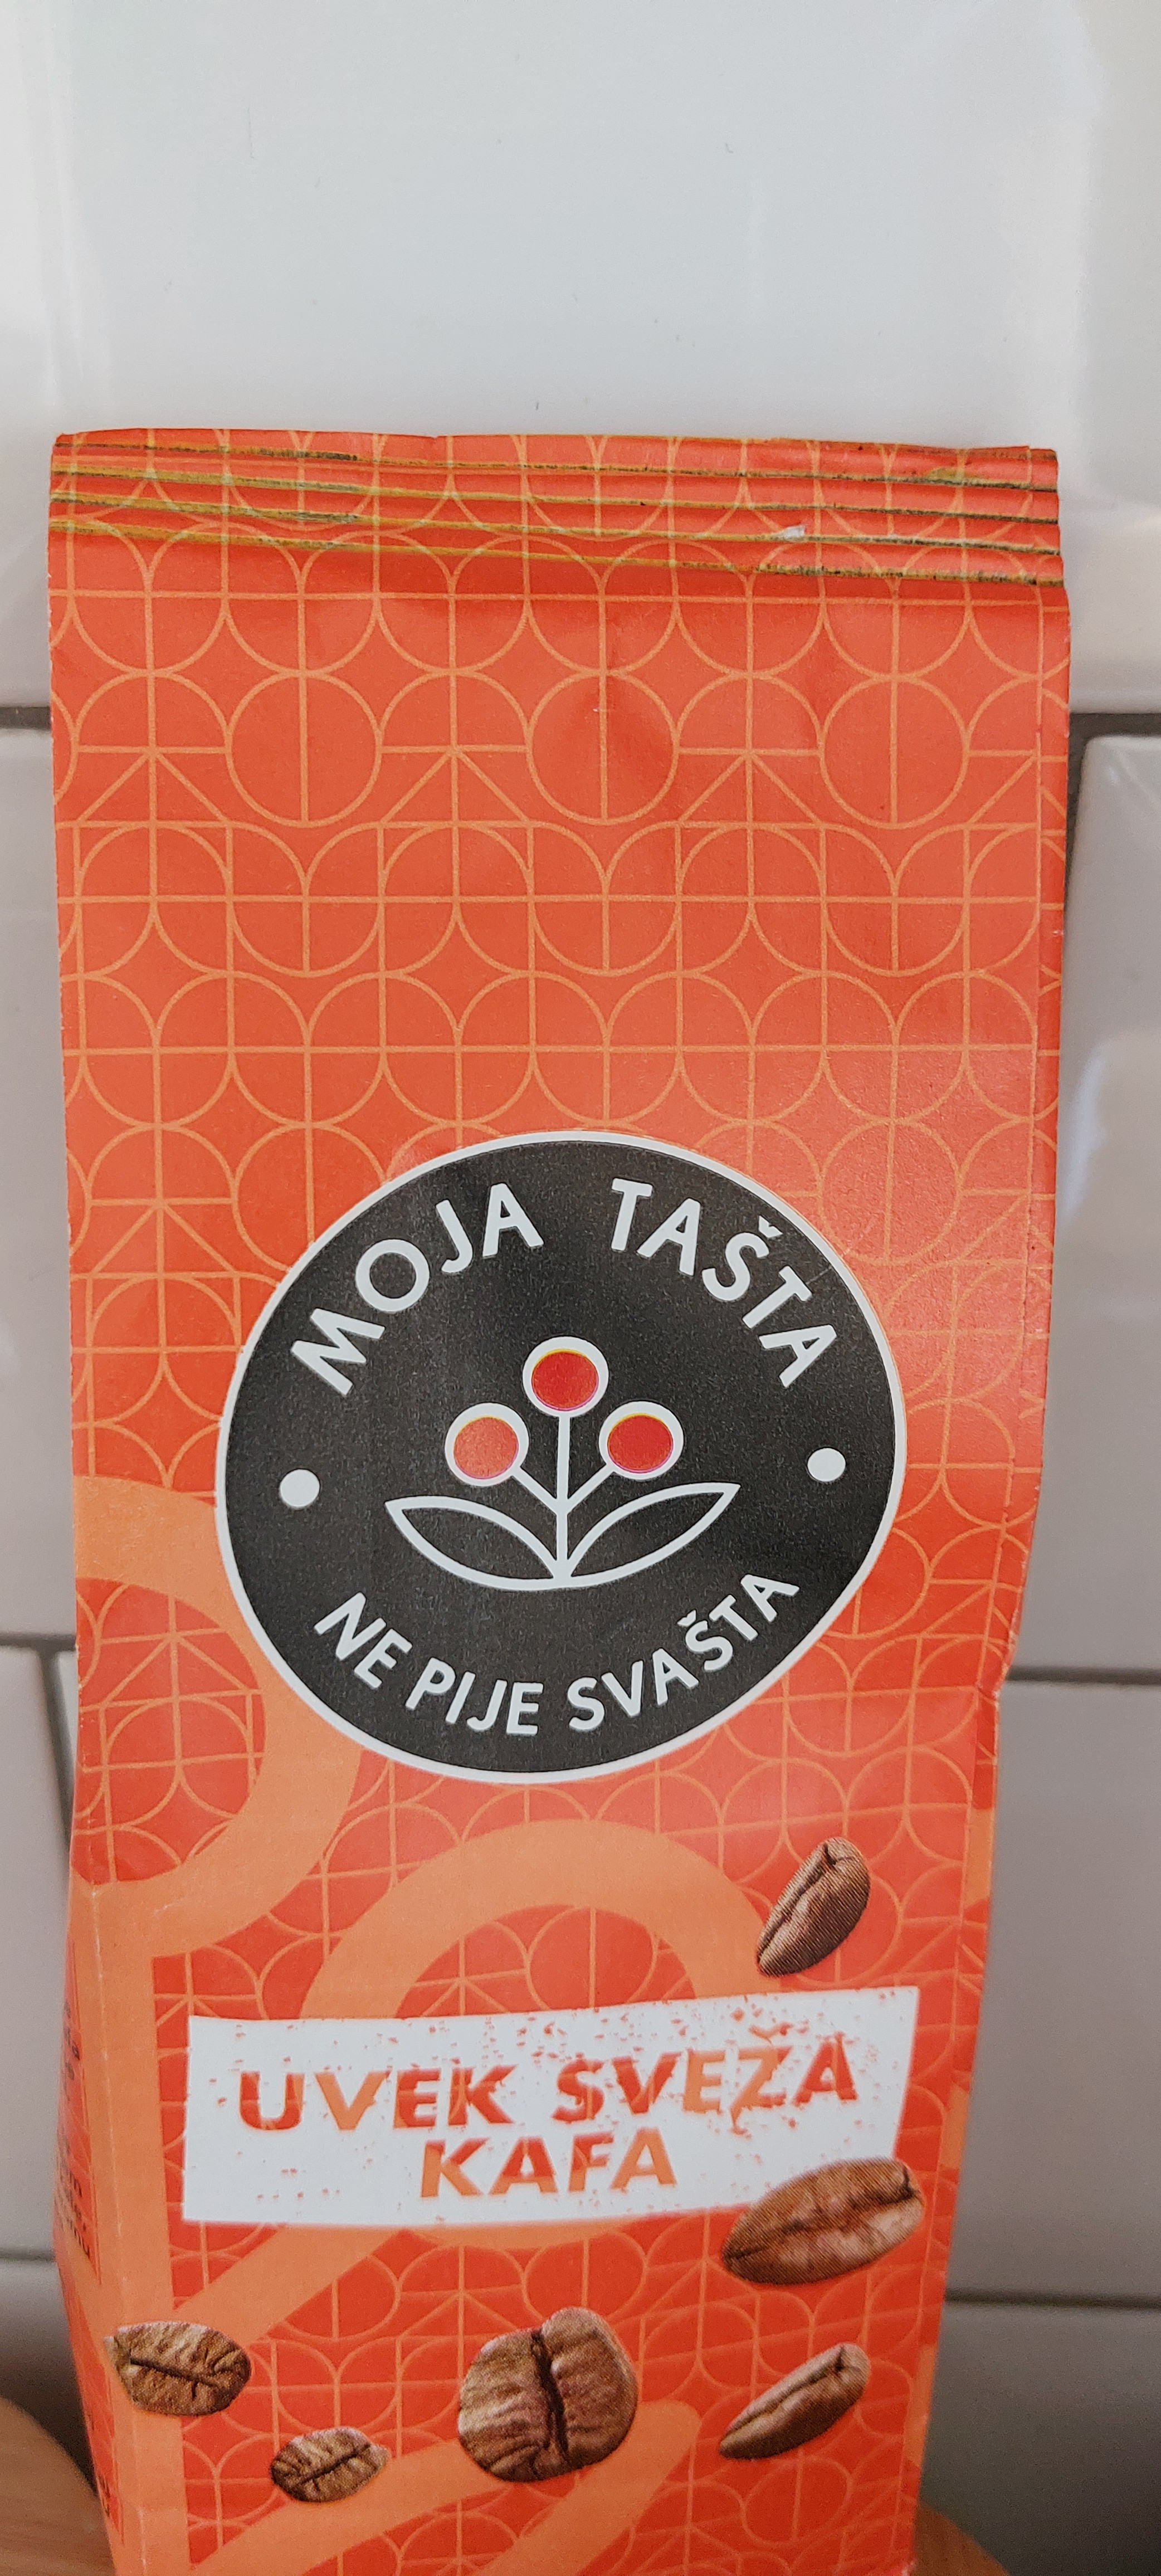 MOJA TAŠTA
NE PIJE SVAŠTA
UVEK SVEŽA
KAFA